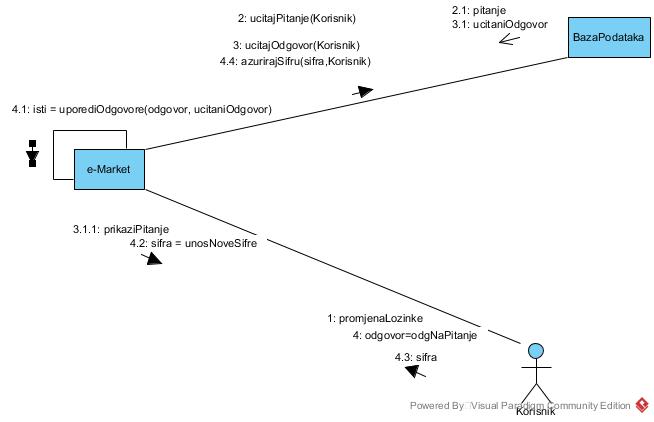 2: ucitajPitanje(Korisnik)
2.1: pitanje
3.1: ucitaniOdgovor
BazaPodataka
3: ucitajOdgovor(Korisnik)
4.4: azurirajSifru(sifra,Korisnik)
4.1: isti = uporediOdgovore(odgovor, ucitaniOdgovor)
e-Market
3.1.1: prikaziPitanje
4.2: sifra = unosNoveSifre
1: promjenaLozinke
4: odgovor=odgNaPitanje
4.3: sifra
Powered By Visual Paradigm Community Edition
Korisnik